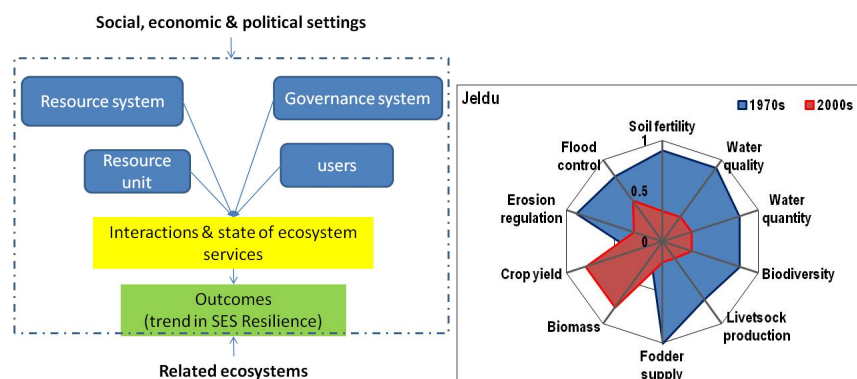 Social, economic & political settings
Resource system
Governance system
Resource
unit
users
Interactions & state of ecosystem
services
Outcomes
(trend in SES Resilience)
Related ecosystems
Jeldu
1970s
2000s
Soil fertility
1
Flood
control
Water
quality
0.5
Erosion
regulation
Water
quantity
0
Crop yield
Biodiversity
Biomass
Livetsock
production
Fodder
supply